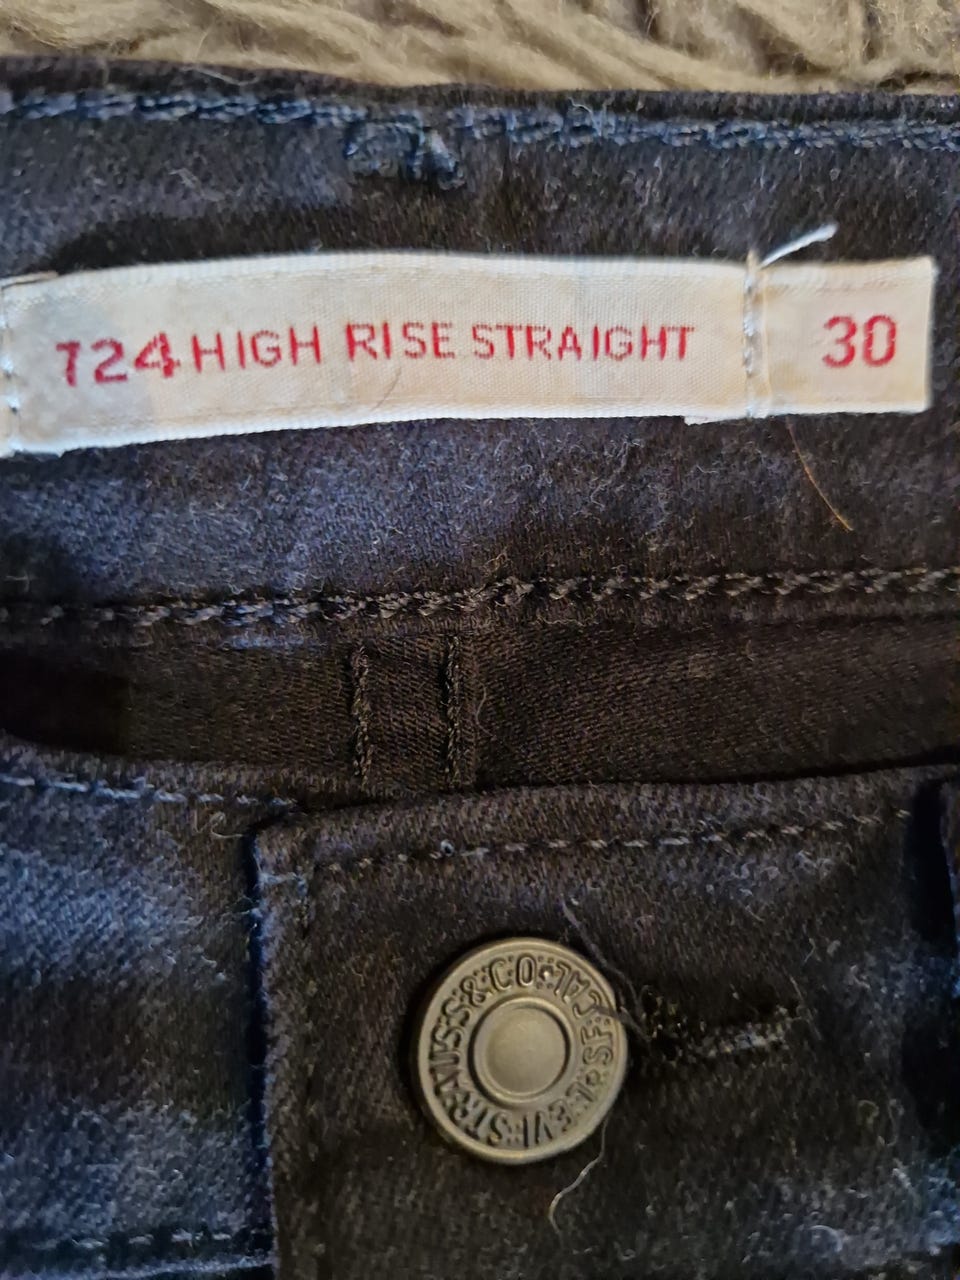 724 HIGH RISE STRAIGHT 30
LEVI STRAUSS & CO. S.F. CAL.